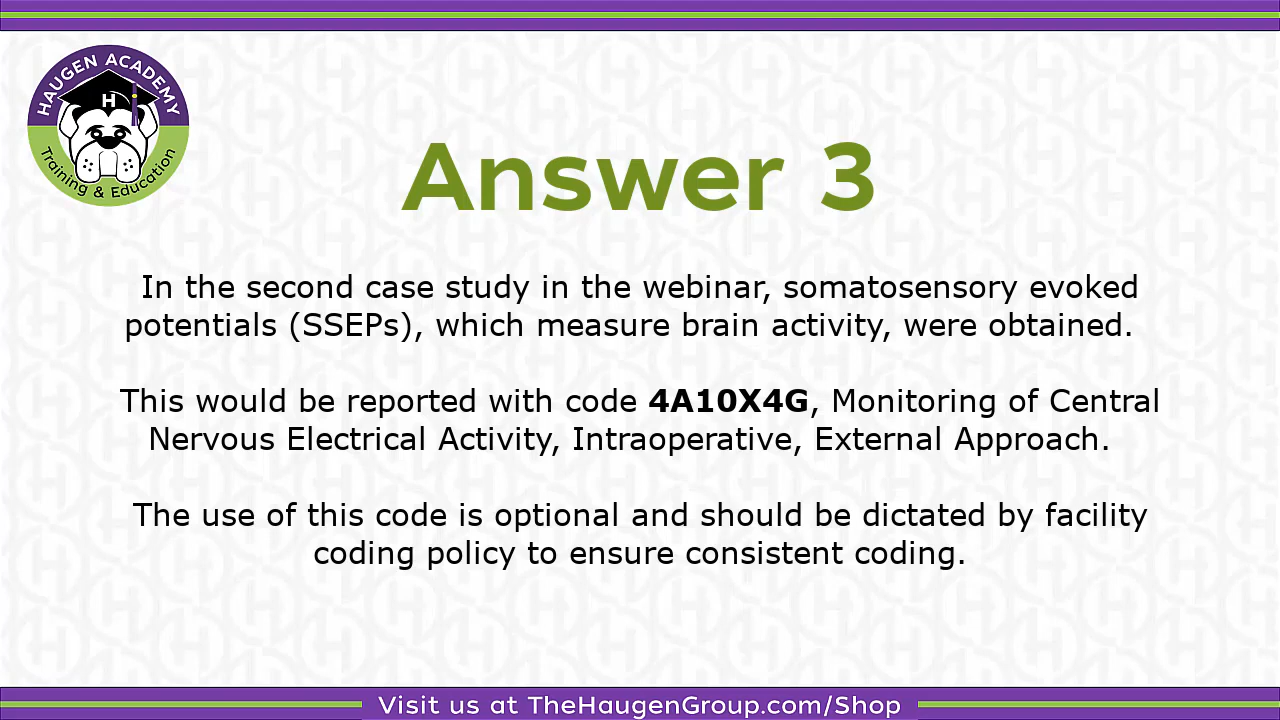 HAUGEN ACADEMY
H
Training & Education
Answer 3
In the second case study in the webinar, somatosensory evoked
potentials (SSEPs), which measure brain activity, were obtained.
This would be reported with code 4A10X4G, Monitoring of Central
Nervous Electrical Activity, Intraoperative, External Approach.
The use of this code is optional and should be dictated by facility
coding policy to ensure consistent coding.
Visit us at TheHaugenGroup.com/Shop